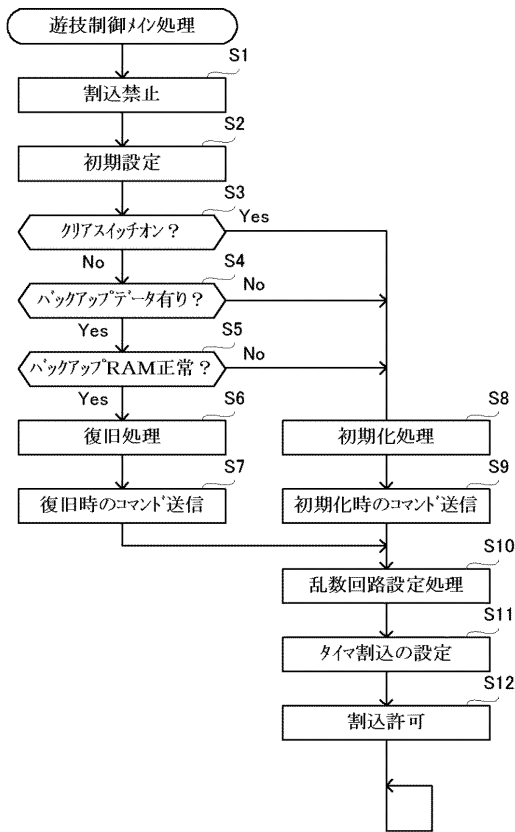 遊技制御ﾒｲﾝ処理
S1
割込禁止
S2
初期設定
S3
ｸﾘｱｽｲｯﾁｵﾝ？
Yes
No
S4
ﾊﾞｯｸｱｯﾌﾟﾃﾞｰﾀ有り？
No
Yes
S5
ﾊﾞｯｸｱｯﾌﾟRAM正常？
No
Yes
S6
復旧処理
S8
初期化処理
S7
復旧時のｺﾏﾝﾄﾞ送信
S9
初期化時のｺﾏﾝﾄﾞ送信
S10
乱数回路設定処理
S11
ﾀｲﾏ割込の設定
S12
割込許可